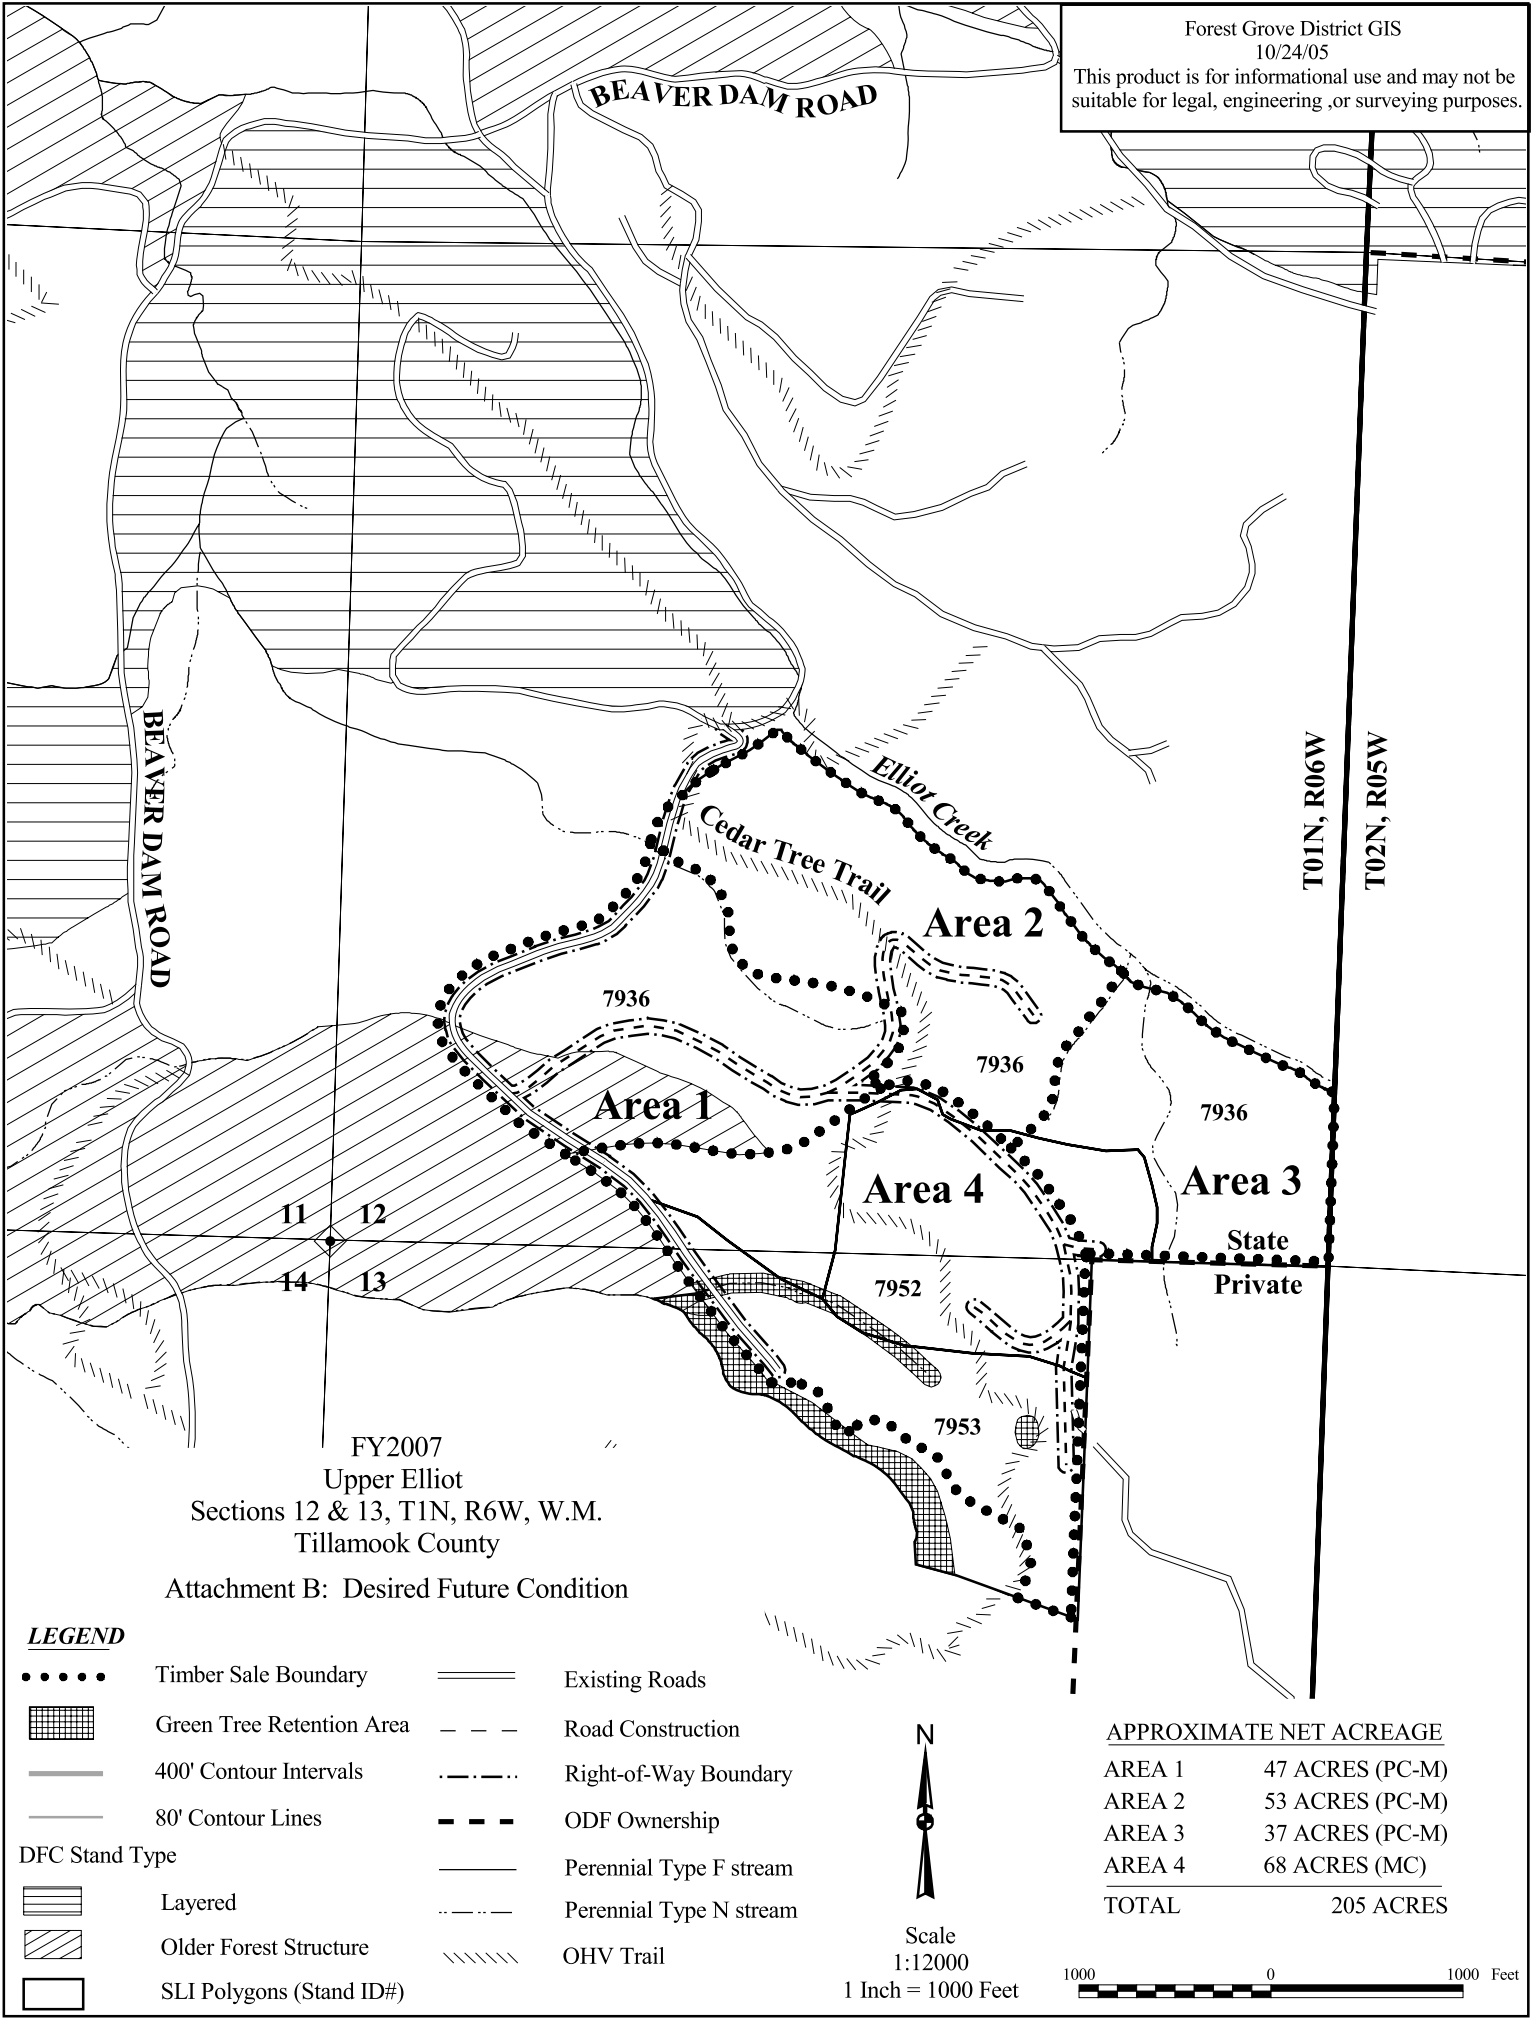 Forest Grove District GIS
10/24/05
This product is for informational use and may not be
suitable for legal, engineering ,or surveying purposes.
BEAVER DAM ROAD
BEAVER DAM ROAD
T01N, R06W
T02N, R05W
Elliot Creek
Cedar Tree Trail
Area 2
7936
7936
7936
Area 1
Area 4
Area 3
11
12
14
13
State
Private
7952
7953
FY2007
Upper Elliot
Sections 12 & 13, T1N, R6W, W.M.
Tillamook County
Attachment B: Desired Future Condition
LEGEND
Timber Sale Boundary
Green Tree Retention Area
400' Contour Intervals
80' Contour Lines
DFC Stand Type
Layered
Older Forest Structure
SLI Polygons (Stand ID#)
Existing Roads
Road Construction
Right-of-Way Boundary
ODF Ownership
Perennial Type F stream
Perennial Type N stream
OHV Trail
N
Scale
1:12000
1 Inch = 1000 Feet
APPROXIMATE NET ACREAGE
AREA 1 47 ACRES (PC-M)
AREA 2 53 ACRES (PC-M)
AREA 3 37 ACRES (PC-M)
AREA 4 68 ACRES (MC)
TOTAL 205 ACRES
1000 0 1000 Feet